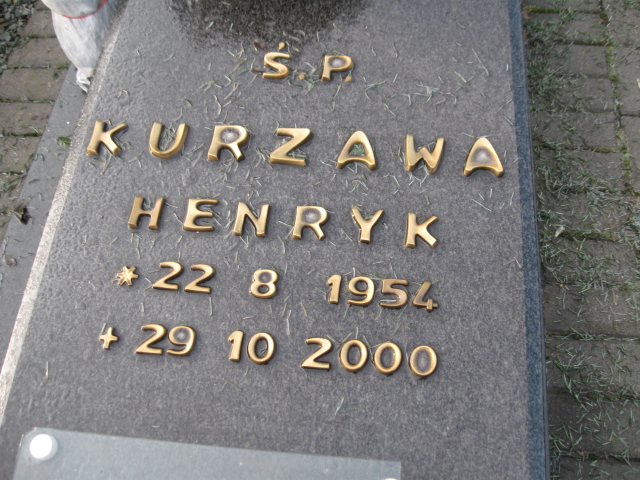 Ś.P.
KURZAWA
HENRYK
* 22 8 1954
+ 29 10 2000